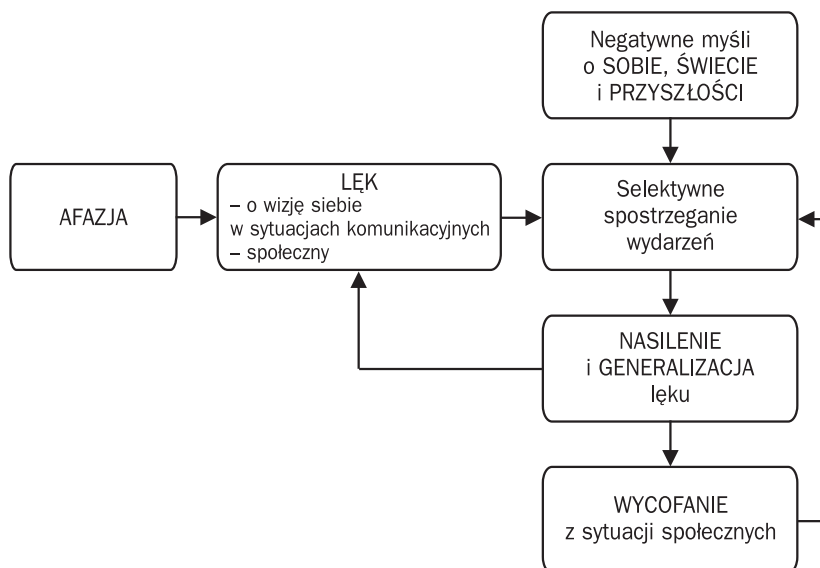 Negatywne myśli
o SOBIE, ŚWIECIE
i PRZYSZŁOŚCI
AFAZJA
LĘK
– o wizję siebie
w sytuacjach komunikacyjnych
– społeczny
Selektywne
spostrzeganie
wydarzeń
NASILENIE
i GENERALIZACJA
lęku
WYCOFANIE
z sytuacji społecznych